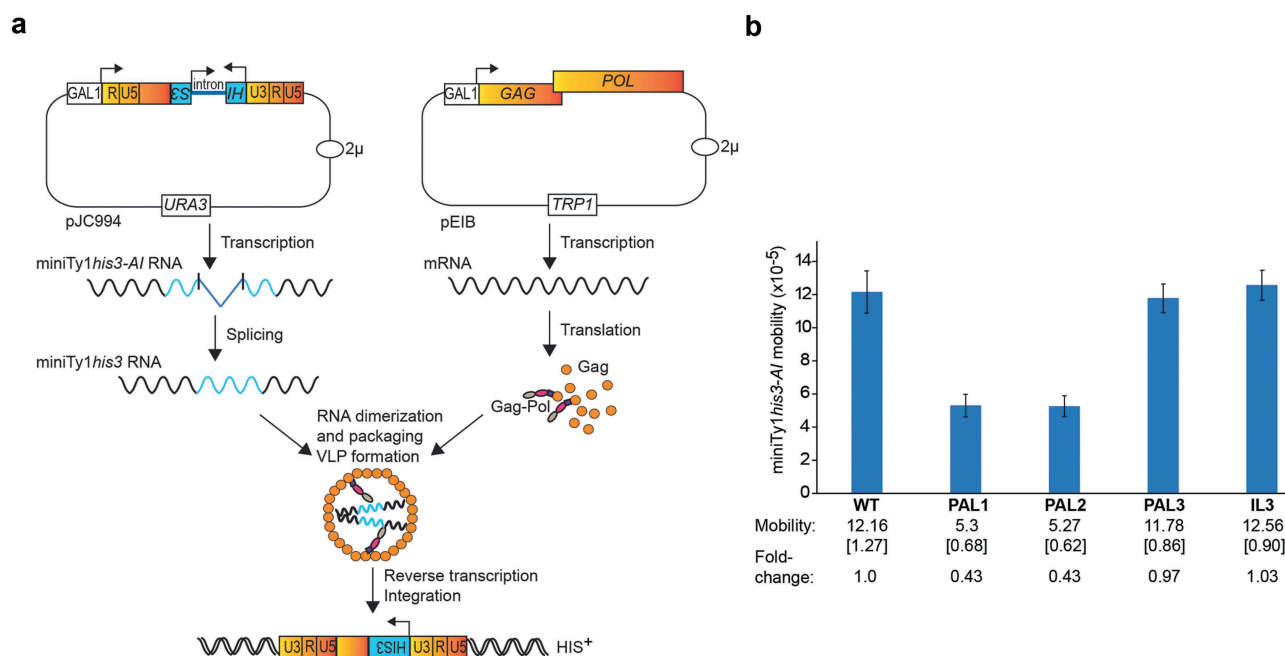 a
GAL1 R U5 ƐS intron IH U3 R U5
2µ
URA3
pJC994
Transcription
miniTy1his3-AI RNA
Splicing
miniTy1his3 RNA
GAL1 GAG POL
2µ
TRP1
pEIB
Transcription
mRNA
Translation
Gag
Gag-Pol
RNA dimerization
and packaging
VLP formation
Reverse transcription
Integration
U3 R U5 ƐSIH U3 R U5 HIS+
b
miniTy1his3-AI mobility (x10-5)
14
12
10
8
6
4
2
0
WT PAL1 PAL2 PAL3 IL3
Mobility: 12.16 5.3 5.27 11.78 12.56
[1.27] [0.68] [0.62] [0.86] [0.90]
Fold-
change: 1.0 0.43 0.43 0.97 1.03